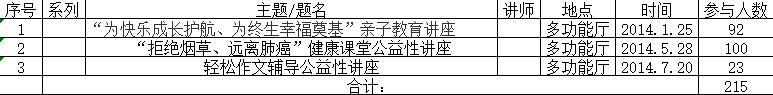 序号 系列 主题/题名 讲师 地点 时间 参与人数
1 “为快乐成长护航、为终生幸福奠基”亲子教育讲座 多功能厅 2014.1.25 92
2 “拒绝烟草、远离肺癌”健康课堂公益性讲座 多功能厅 2014.5.28 100
3 轻松作文辅导公益性讲座 多功能厅 2014.7.20 23
合计: 215